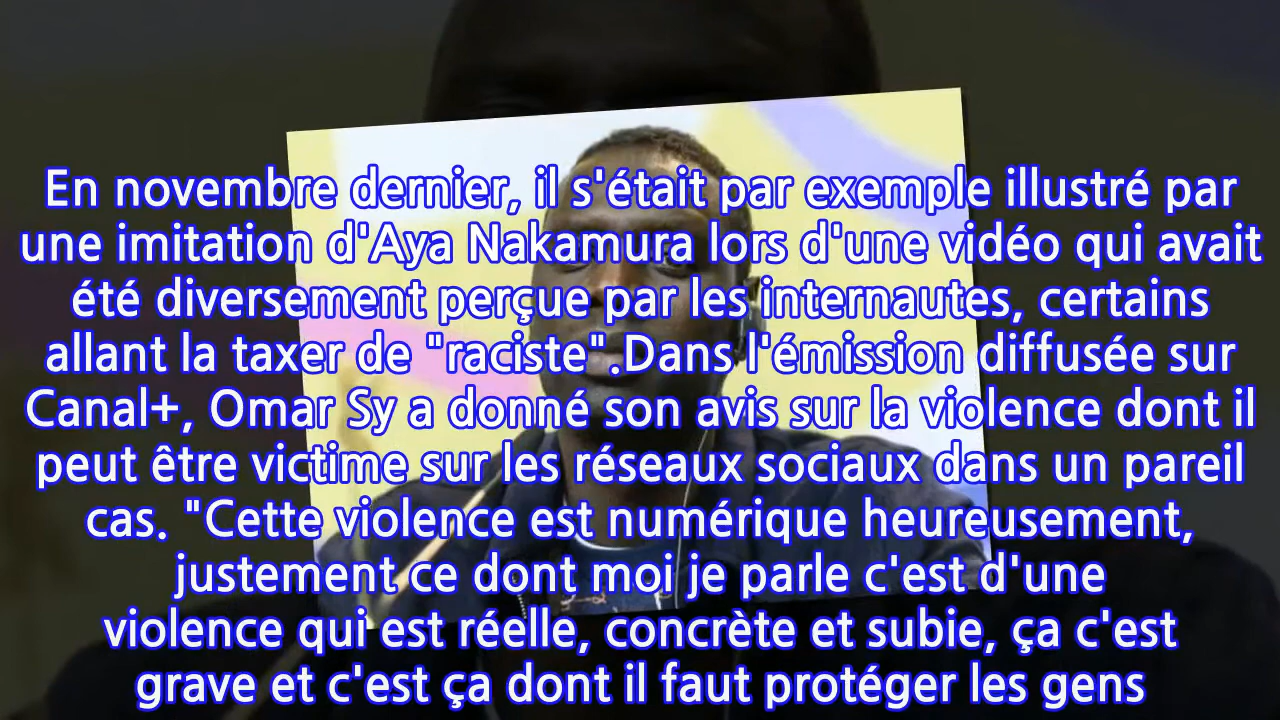 En novembre dernier, il s'était par exemple illustré par
une imitation d'Aya Nakamura lors d'une vidéo qui avait
été diversement perçue par les internautes, certains
allant la taxer de "raciste".Dans l'émission diffusée sur
Canal+, Omar Sy a donné son avis sur la violence dont il
peut être victime sur les réseaux sociaux dans un pareil
cas. "Cette violence est numérique heureusement,
justement ce dont moi je parle c'est d'une
violence qui est réelle, concrète et subie, ça c'est
grave et c'est ça dont il faut protéger les gens